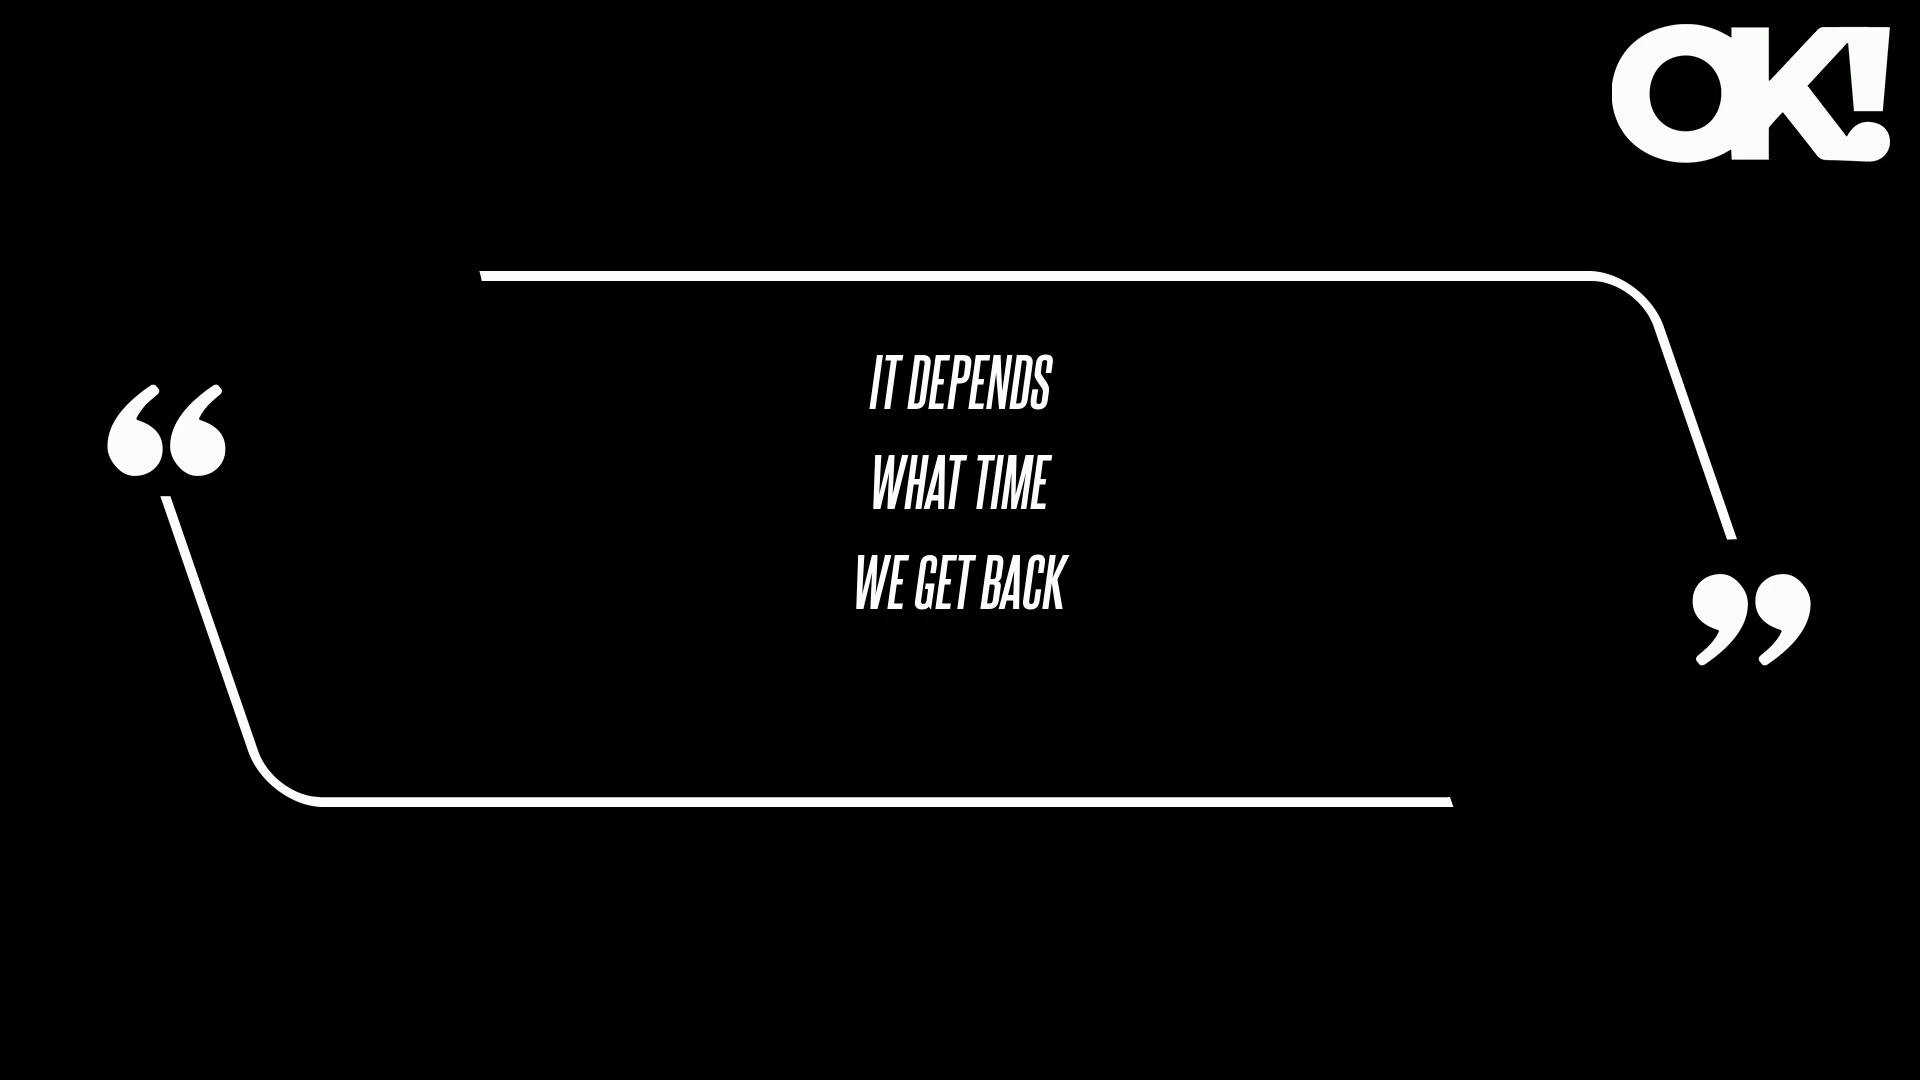 OK!
“
IT DEPENDS
WHAT TIME
WE GET BACK
”